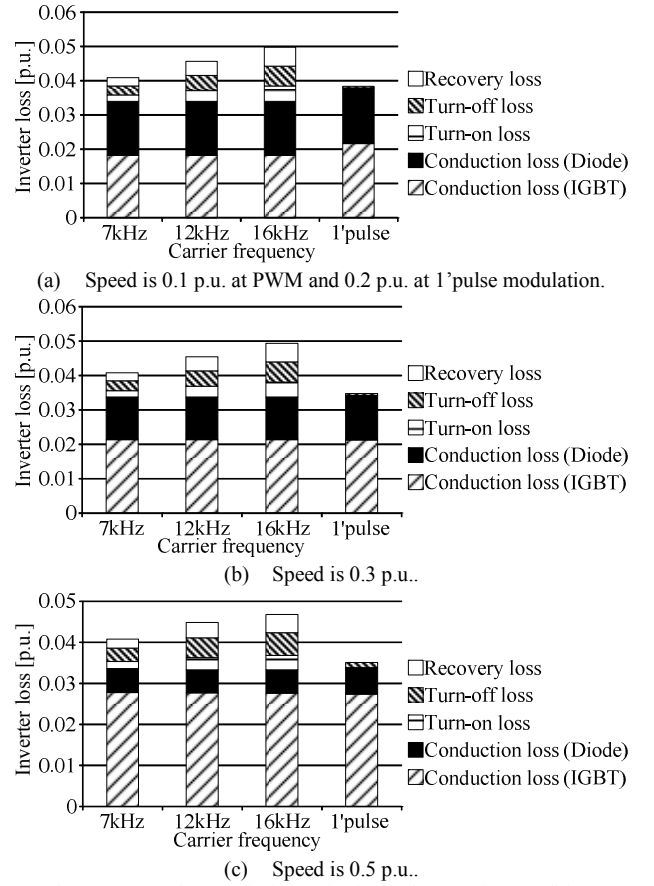 0.06
0.05
0.04
0.03
0.02
0.01
0
Inverter loss [p.u.]
7kHz 12kHz 16kHz 1'pulse
Carrier frequency
Recovery loss
Turn-off loss
Turn-on loss
Conduction loss (Diode)
Conduction loss (IGBT)
(a) Speed is 0.1 p.u. at PWM and 0.2 p.u. at 1’pulse modulation.
0.06
0.05
0.04
0.03
0.02
0.01
0
Inverter loss [p.u.]
7kHz 12kHz 16kHz 1'pulse
Carrier frequency
Recovery loss
Turn-off loss
Turn-on loss
Conduction loss (Diode)
Conduction loss (IGBT)
(b) Speed is 0.3 p.u..
0.05
0.04
0.03
0.02
0.01
0
Inverter loss [p.u.]
7kHz 12kHz 16kHz 1'pulse
Carrier frequency
Recovery loss
Turn-off loss
Turn-on loss
Conduction loss (Diode)
Conduction loss (IGBT)
(c) Speed is 0.5 p.u..